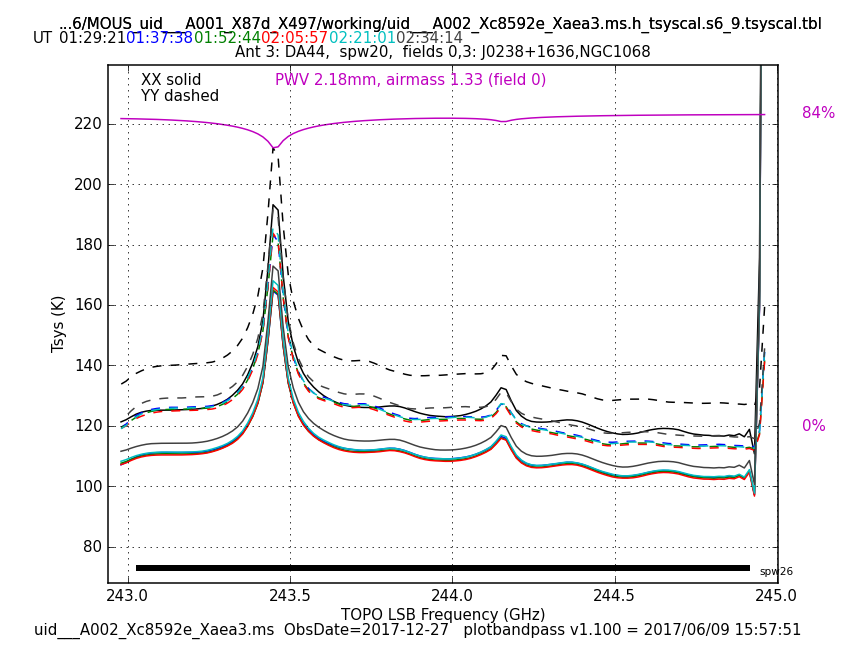 ...6/MOUS_uid___A001_X87d_X497/working/uid___A002_Xc8592e_Xaea3.ms.h_tsyscal.s6_9.tsyscal.tbl
UT 01:29:21 01:37:38 01:52:44 02:05:57 02:21:01 02:34:14
Ant 3: DA44,  spw20,  fields 0,3: J0238+1636,NGC1068
XX solid
YY dashed
PWV 2.18mm, airmass 1.33 (field 0)
84%
0%
220
200
180
160
140
120
100
80
Tsys (K)
spw26
243.0 243.5 244.0 244.5 245.0
TOPO LSB Frequency (GHz)
uid___A002_Xc8592e_Xaea3.ms  ObsDate=2017-12-27   plotbandpass v1.100 = 2017/06/09 15:57:51